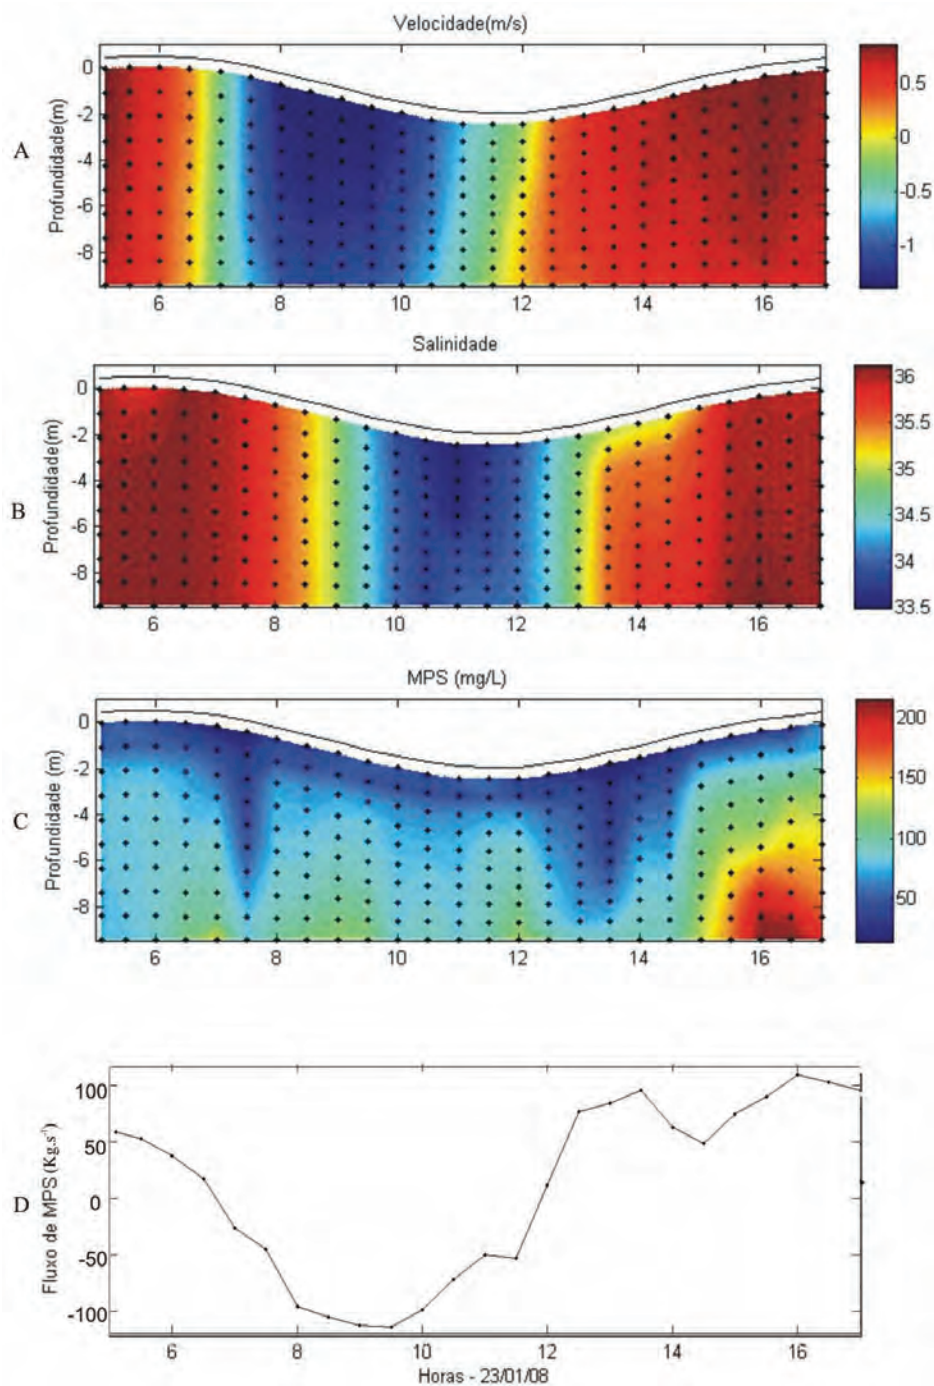 Velocidade(m/s)
A
Profundidade(m)
0
-2
-4
-6
-8
6 8 10 12 14 16
0.5
0
-0.5
-1
Salinidade
B
Profundidade(m)
0
-2
-4
-6
-8
6 8 10 12 14 16
36
35.5
35
34.5
34
33.5
MPS (mg/L)
C
Profundidade (m)
0
-2
-4
-6
-8
6 8 10 12 14 16
200
150
100
50
D
Fluxo de MPS (Kg.s⁻¹)
100
50
0
-50
-100
6 8 10 12 14 16
Horas - 23/01/08